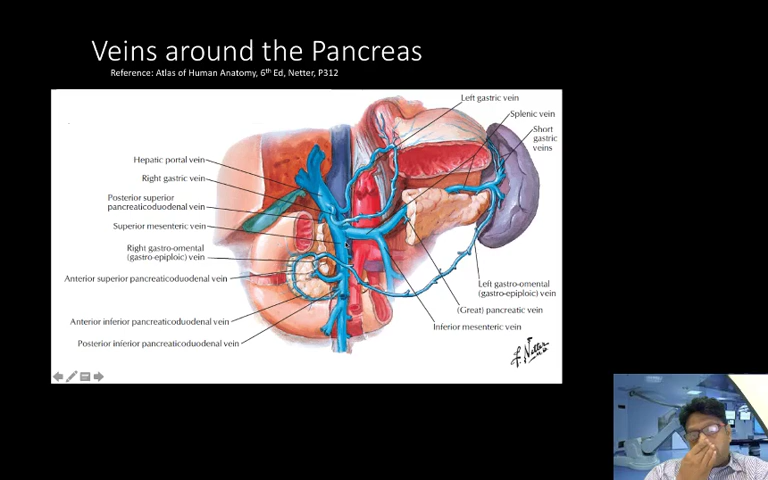 Veins around the Pancreas
Reference: Atlas of Human Anatomy, 6th Ed, Netter, P312
Left gastric vein
Splenic vein
Short
gastric
veins
Hepatic portal vein
Right gastric vein
Posterior superior
pancreaticoduodenal vein
Superior mesenteric vein
Right gastro-omental
(gastro-epiploic) vein
Anterior superior pancreaticoduodenal vein
Left gastro-omental
(gastro-epiploic) vein
(Great) pancreatic vein
Anterior inferior pancreaticoduodenal vein
Inferior mesenteric vein
Posterior inferior pancreaticoduodenal vein
F. Netter